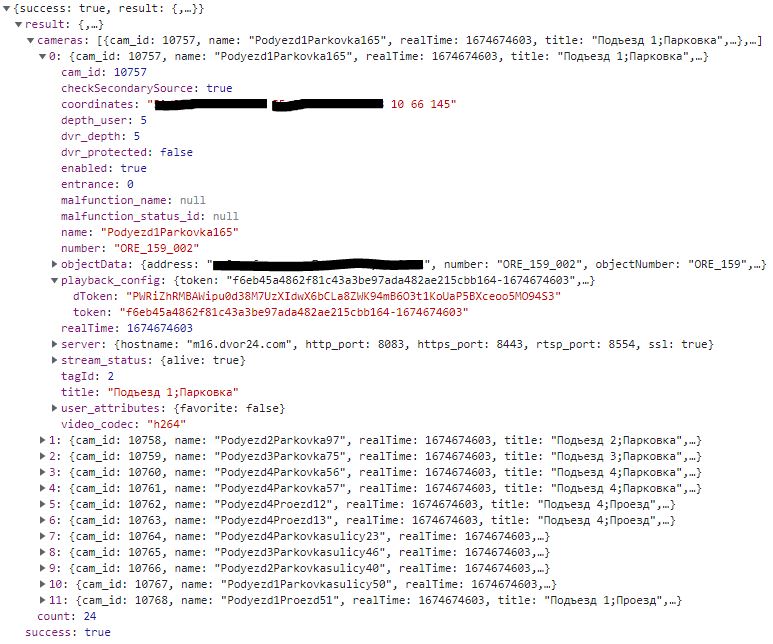 {success: true, result: {,…}}
result: {,…}
cameras: [{cam_id: 10757, name: "Podyezd1Parkovka165", realTime: 1674674603, title: "Подъезд 1;Парковка",…},…]
0: {cam_id: 10757, name: "Podyezd1Parkovka165", realTime: 1674674603, title: "Подъезд 1;Парковка",…}
cam_id: 10757
checkSecondarySource: true
coordinates: " 10 66 145"
depth_user: 5
dvr_depth: 5
dvr_protected: false
enabled: true
entrance: 0
malfunction_name: null
malfunction_status_id: null
name: "Podyezd1Parkovka165"
number: "ORE_159_002"
objectData: {address: "", number: "ORE_159_002", objectNumber: "ORE_159",…}
playback_config: {token: "f6eb45a4862f81c43a3be97ada482ae215cbb164-1674674603",…}
dToken: "PWRiZhRMBAWipu0d38M7UzXIdwX6bCLa8ZWK94mB6O3t1KoUaP5BXceoo5MO94S3"
token: "f6eb45a4862f81c43a3be97ada482ae215cbb164-1674674603"
realTime: 1674674603
server: {hostname: "m16.dvor24.com", http_port: 8083, https_port: 8443, rtsp_port: 8554, ssl: true}
stream_status: {alive: true}
tagId: 2
title: "Подъезд 1;Парковка"
user_attributes: {favorite: false}
video_codec: "h264"
1: {cam_id: 10758, name: "Podyezd2Parkovka97", realTime: 1674674603, title: "Подъезд 2;Парковка",…}
2: {cam_id: 10759, name: "Podyezd3Parkovka75", realTime: 1674674603, title: "Подъезд 3;Парковка",…}
3: {cam_id: 10760, name: "Podyezd4Parkovka56", realTime: 1674674603, title: "Подъезд 4;Парковка",…}
4: {cam_id: 10761, name: "Podyezd4Parkovka57", realTime: 1674674603, title: "Подъезд 4;Парковка",…}
5: {cam_id: 10762, name: "Podyezd4Proezd12", realTime: 1674674603, title: "Подъезд 4;Проезд",…}
6: {cam_id: 10763, name: "Podyezd4Proezd13", realTime: 1674674603, title: "Подъезд 4;Проезд",…}
7: {cam_id: 10764, name: "Podyezd4Parkovkasulicy23", realTime: 1674674603,…}
8: {cam_id: 10765, name: "Podyezd3Parkovkasulicy46", realTime: 1674674603,…}
9: {cam_id: 10766, name: "Podyezd2Parkovkasulicy40", realTime: 1674674603,…}
10: {cam_id: 10767, name: "Podyezd1Parkovkasulicy50", realTime: 1674674603,…}
11: {cam_id: 10768, name: "Podyezd1Proezd51", realTime: 1674674603, title: "Подъезд 1;Проезд",…}
count: 24
success: true